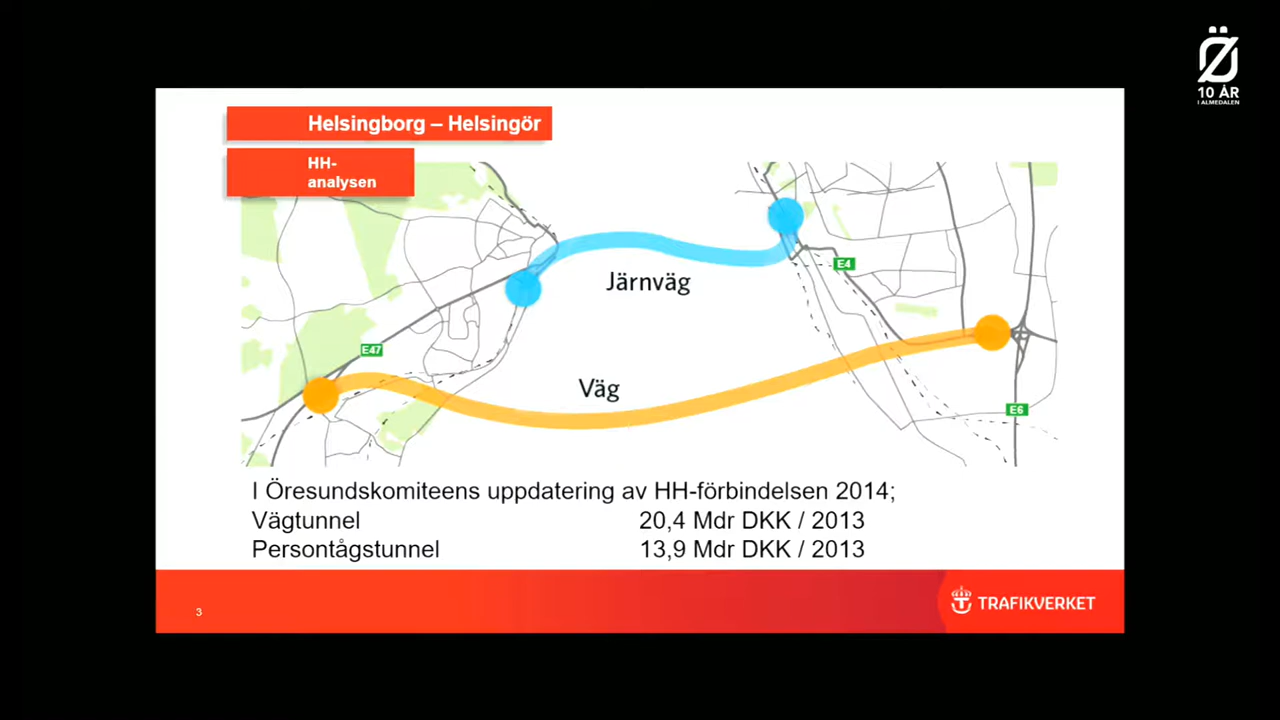 Ö
10 ÅR
I ALMEDALEN
Helsingborg – Helsingör
HH-
analysen
Järnväg
E4
E47
Väg
E6
I Öresundskomiteens uppdatering av HH-förbindelsen 2014;
Vägtunnel 20,4 Mdr DKK / 2013
Persontågstunnel 13,9 Mdr DKK / 2013
3
TRAFIKVERKET